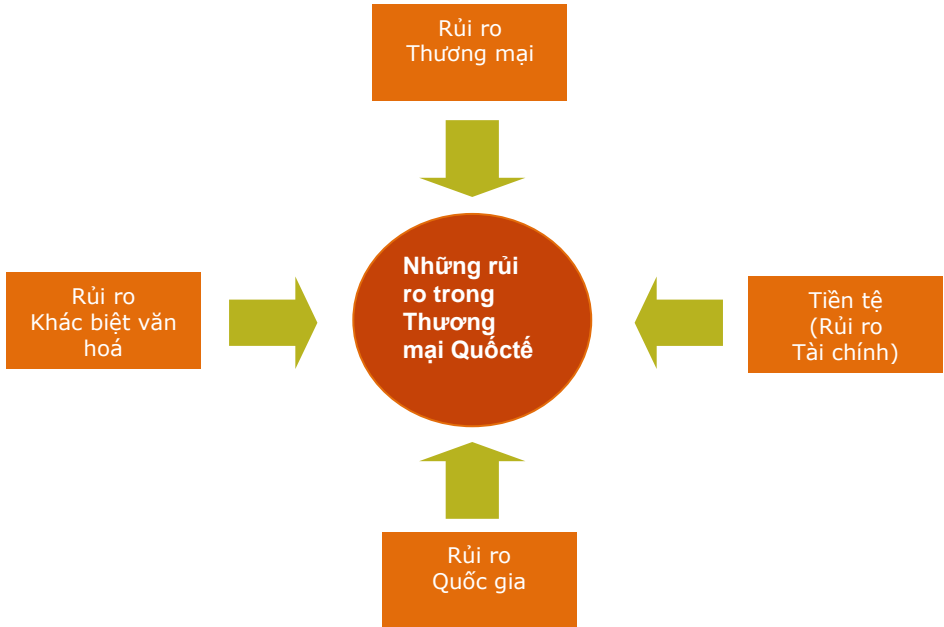 Rủi ro
Thương mại
Những rủi
ro trong
Thương
mại Quốctế
Rủi ro
Khác biệt văn
hoá
Tiền tệ
(Rủi ro
Tài chính)
Rủi ro
Quốc gia